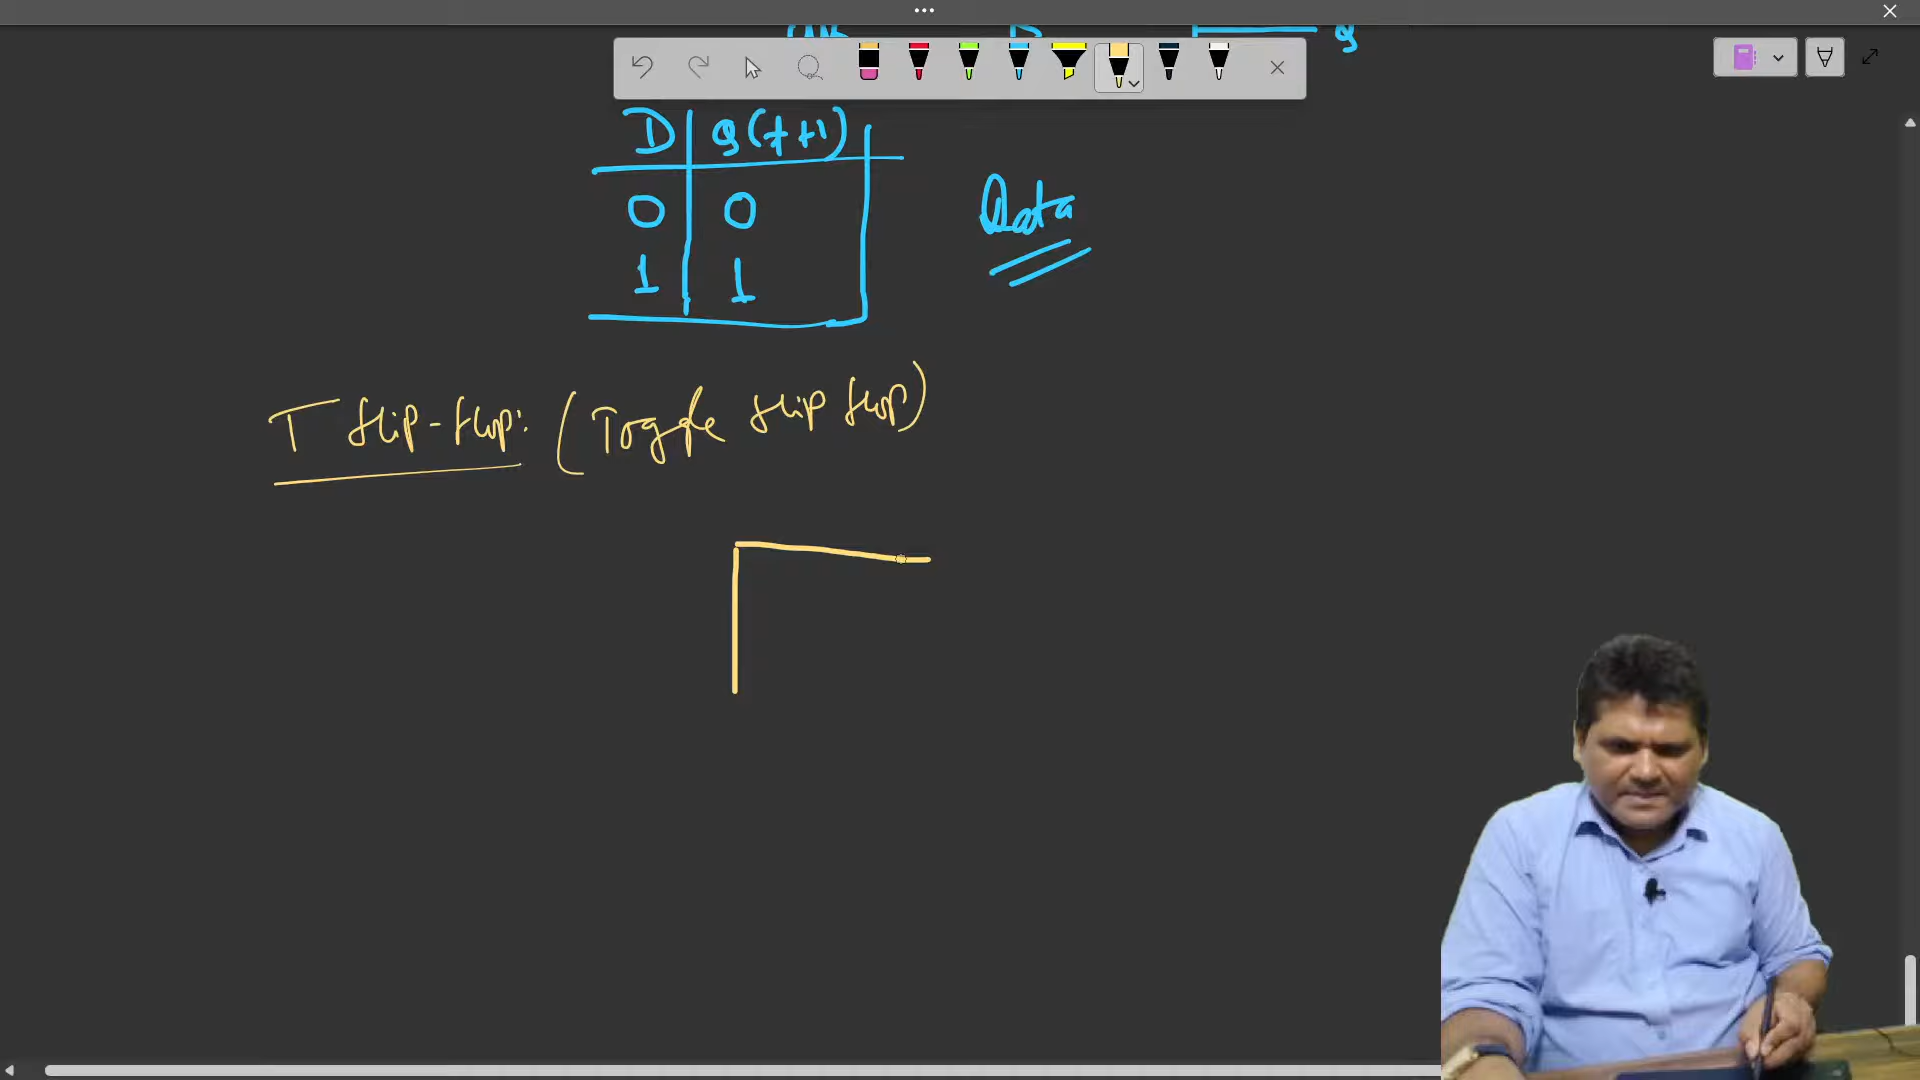 D Q(t+1)
0 0
1 1
Data
T flip-flop: (Toggle flip flop)